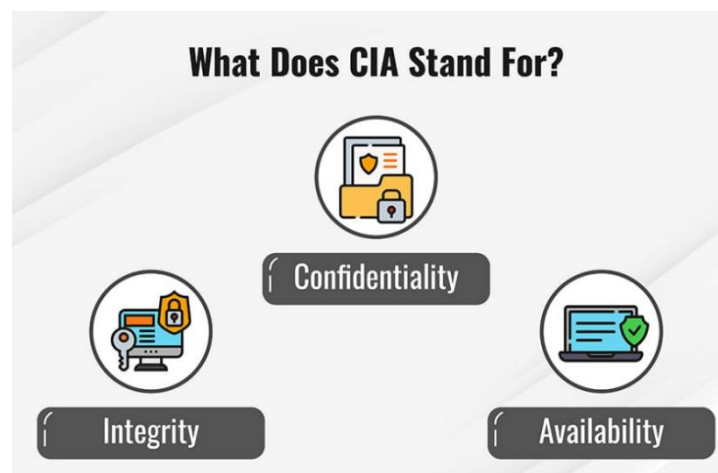 What Does CIA Stand For?
Confidentiality
Integrity
Availability